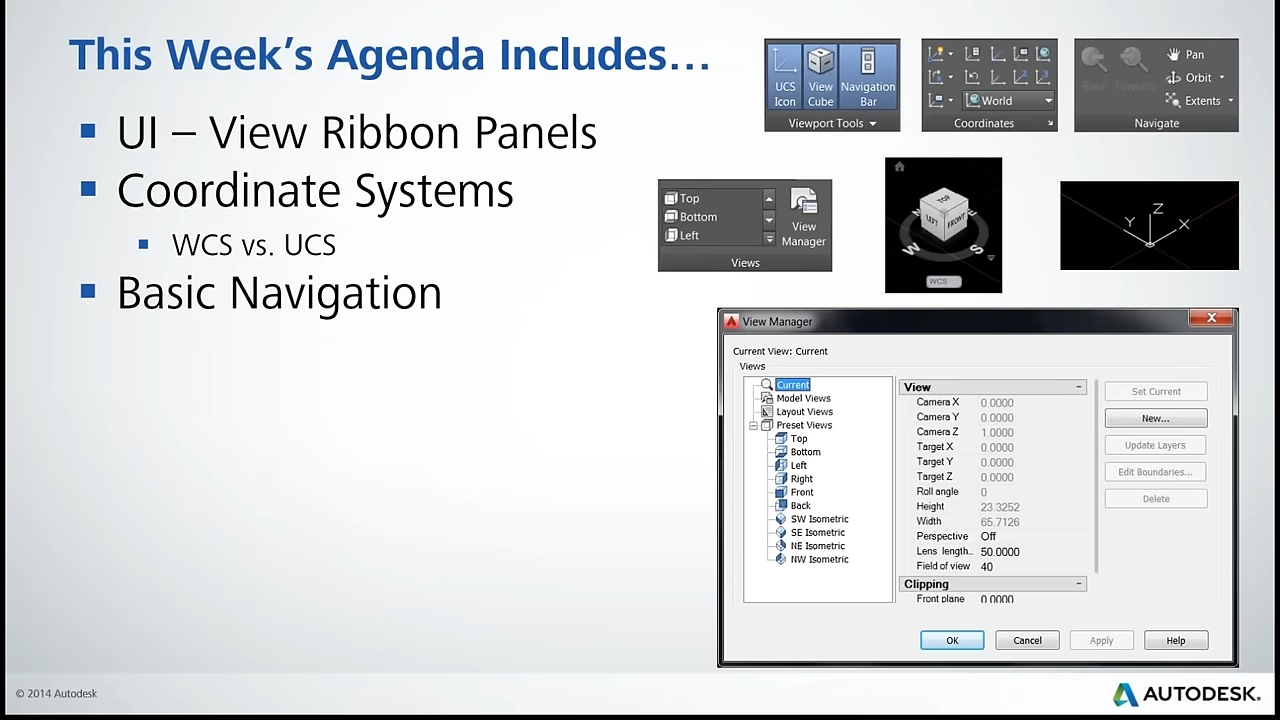 This Week's Agenda Includes…
UI – View Ribbon Panels
Coordinate Systems
WCS vs. UCS
Basic Navigation
UCS Icon
View Cube
Navigation Bar
Viewport Tools
World
Coordinates
Back
Forward
Pan
Orbit
Extents
Navigate
Top
Bottom
Left
View Manager
Views
TOP
LEFT
FRONT
N
E
W
S
WCS
Z
Y
X
View Manager
Current View: Current
Views
Current
Model Views
Layout Views
Preset Views
Top
Bottom
Left
Right
Front
Back
SW Isometric
SE Isometric
NE Isometric
NW Isometric
View
Camera X 0.0000
Camera Y 0.0000
Camera Z 1.0000
Target X 0.0000
Target Y 0.0000
Target Z 0.0000
Roll angle 0
Height 23.3252
Width 65.7126
Perspective Off
Lens length... 50.0000
Field of view 40
Clipping
Front plane 0.0000
Set Current
New...
Update Layers
Edit Boundaries...
Delete
OK
Cancel
Apply
Help
© 2014 Autodesk
AUTODESK.